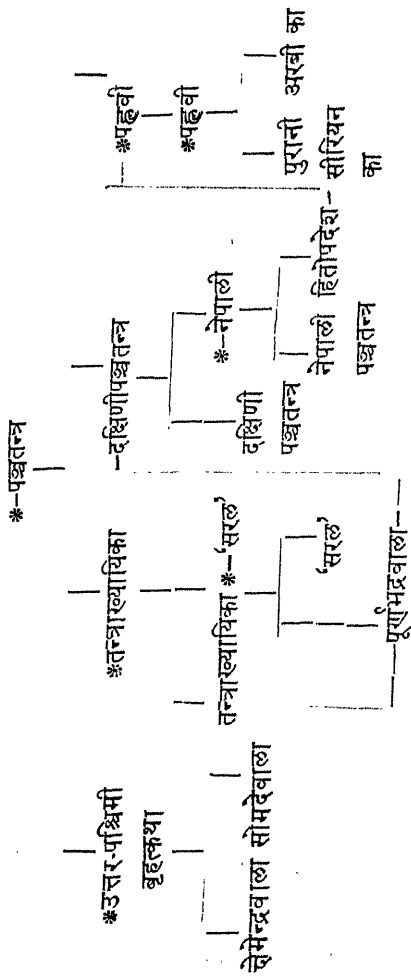 *–पञ्चतन्त्र
*उत्तर-पश्चिमी
बृहत्कथा
*तन्त्राख्यायिका
–दक्षिणीपञ्चतन्त्र
*पह्लवी
क्षेमेन्द्रवाला सोमदेवाला
तन्त्राख्यायिका *–‘सरल’
*–नेपाली
*पह्लवी
‘सरल’
दक्षिणी
पञ्चतन्त्र
नेपाली हितोपदेश–
पञ्चतन्त्र
पुरानी अरबी का
सीरियन
का
पूर्णभद्रवाला